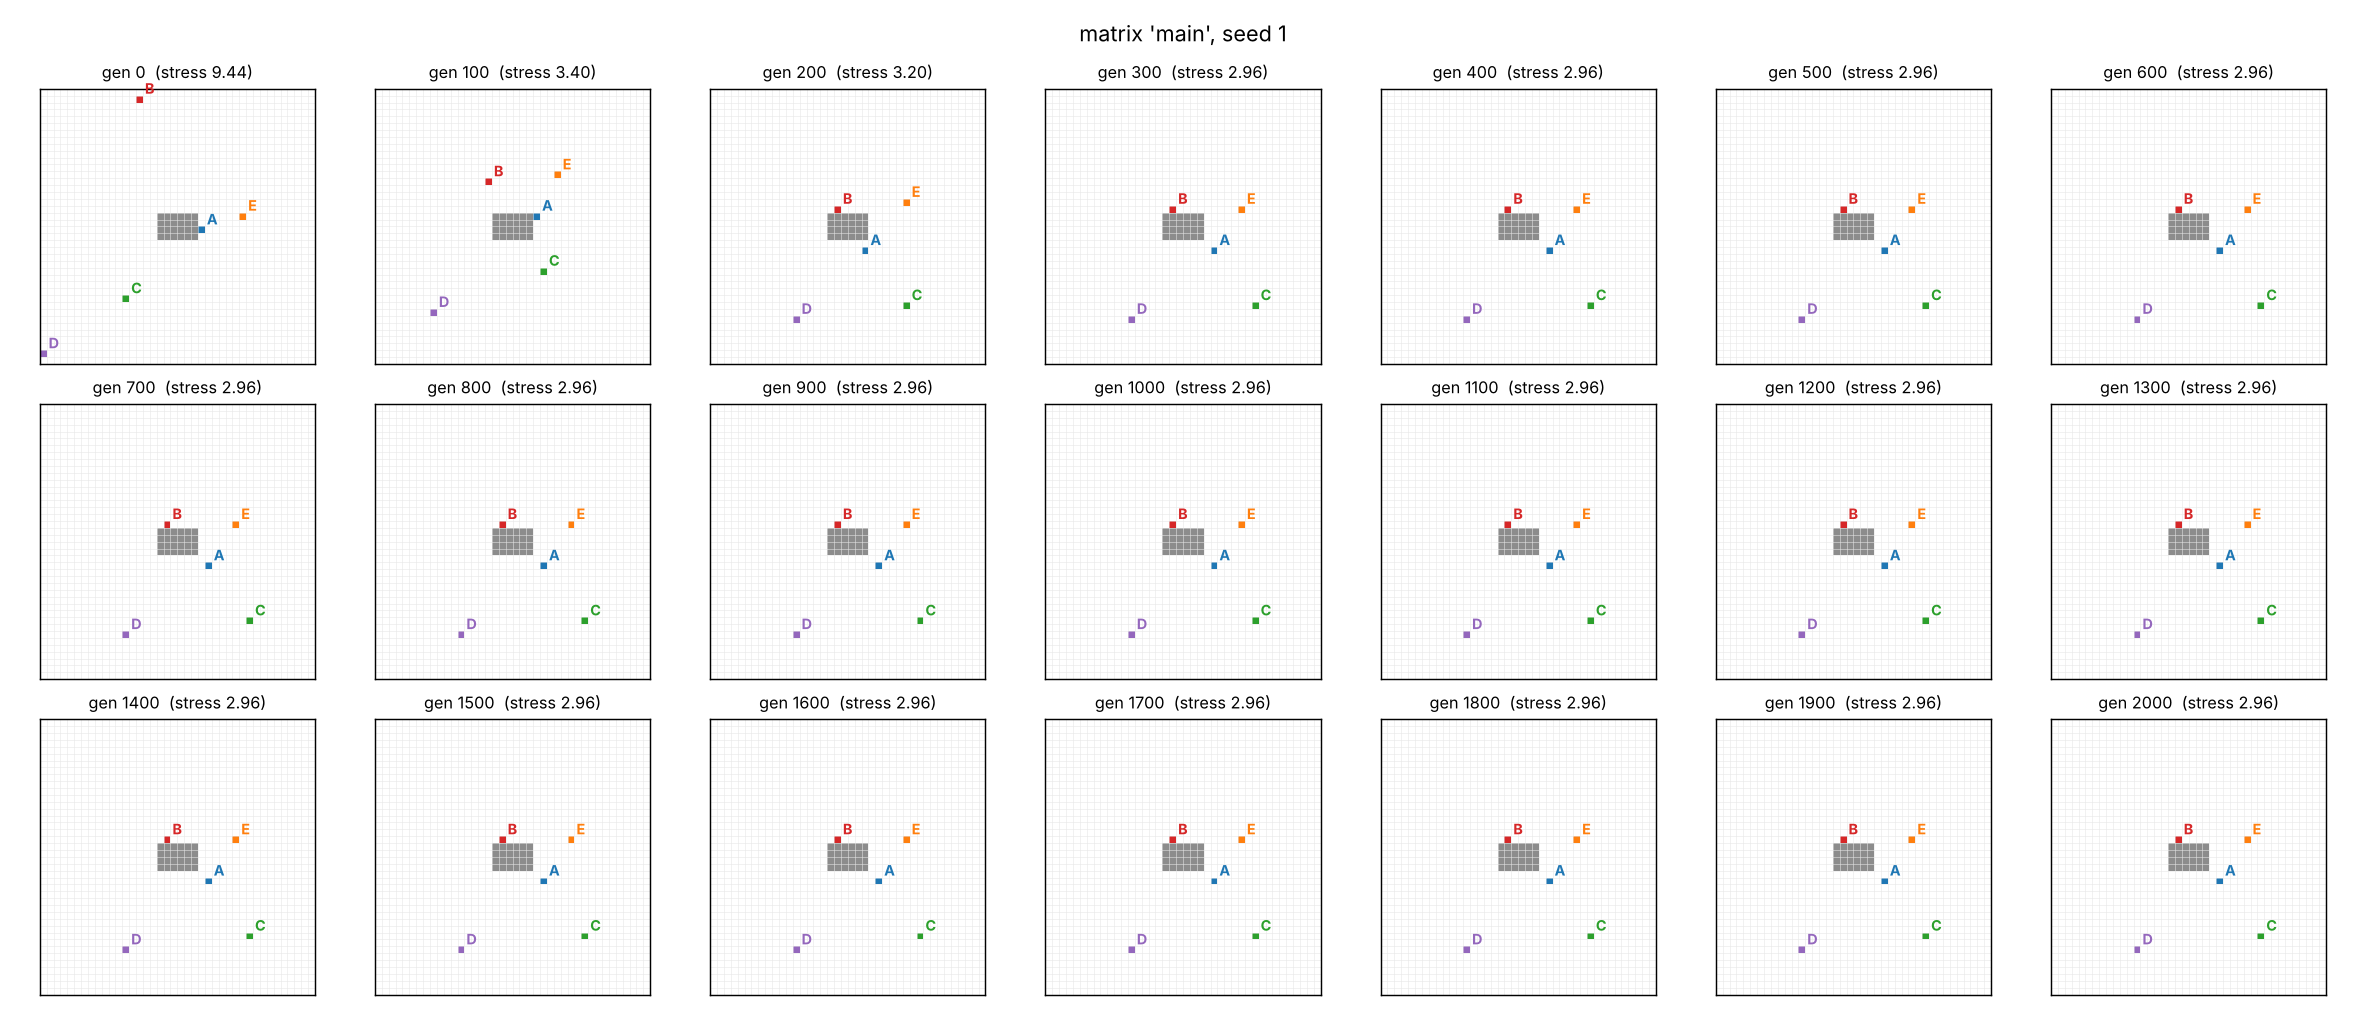 matrix 'main', seed 1
gen 0 (stress 9.44)
gen 100 (stress 3.40)
gen 200 (stress 3.20)
gen 300 (stress 2.96)
gen 400 (stress 2.96)
gen 500 (stress 2.96)
gen 600 (stress 2.96)
B
E
A
C
D
B
E
A
C
D
B
E
A
C
D
B
E
A
C
D
B
E
A
C
D
B
E
A
C
D
B
E
A
C
D
gen 700 (stress 2.96)
gen 800 (stress 2.96)
gen 900 (stress 2.96)
gen 1000 (stress 2.96)
gen 1100 (stress 2.96)
gen 1200 (stress 2.96)
gen 1300 (stress 2.96)
B
E
A
C
D
B
E
A
C
D
B
E
A
C
D
B
E
A
C
D
B
E
A
C
D
B
E
A
C
D
B
E
A
C
D
gen 1400 (stress 2.96)
gen 1500 (stress 2.96)
gen 1600 (stress 2.96)
gen 1700 (stress 2.96)
gen 1800 (stress 2.96)
gen 1900 (stress 2.96)
gen 2000 (stress 2.96)
B
E
A
C
D
B
E
A
C
D
B
E
A
C
D
B
E
A
C
D
B
E
A
C
D
B
E
A
C
D
B
E
A
C
D